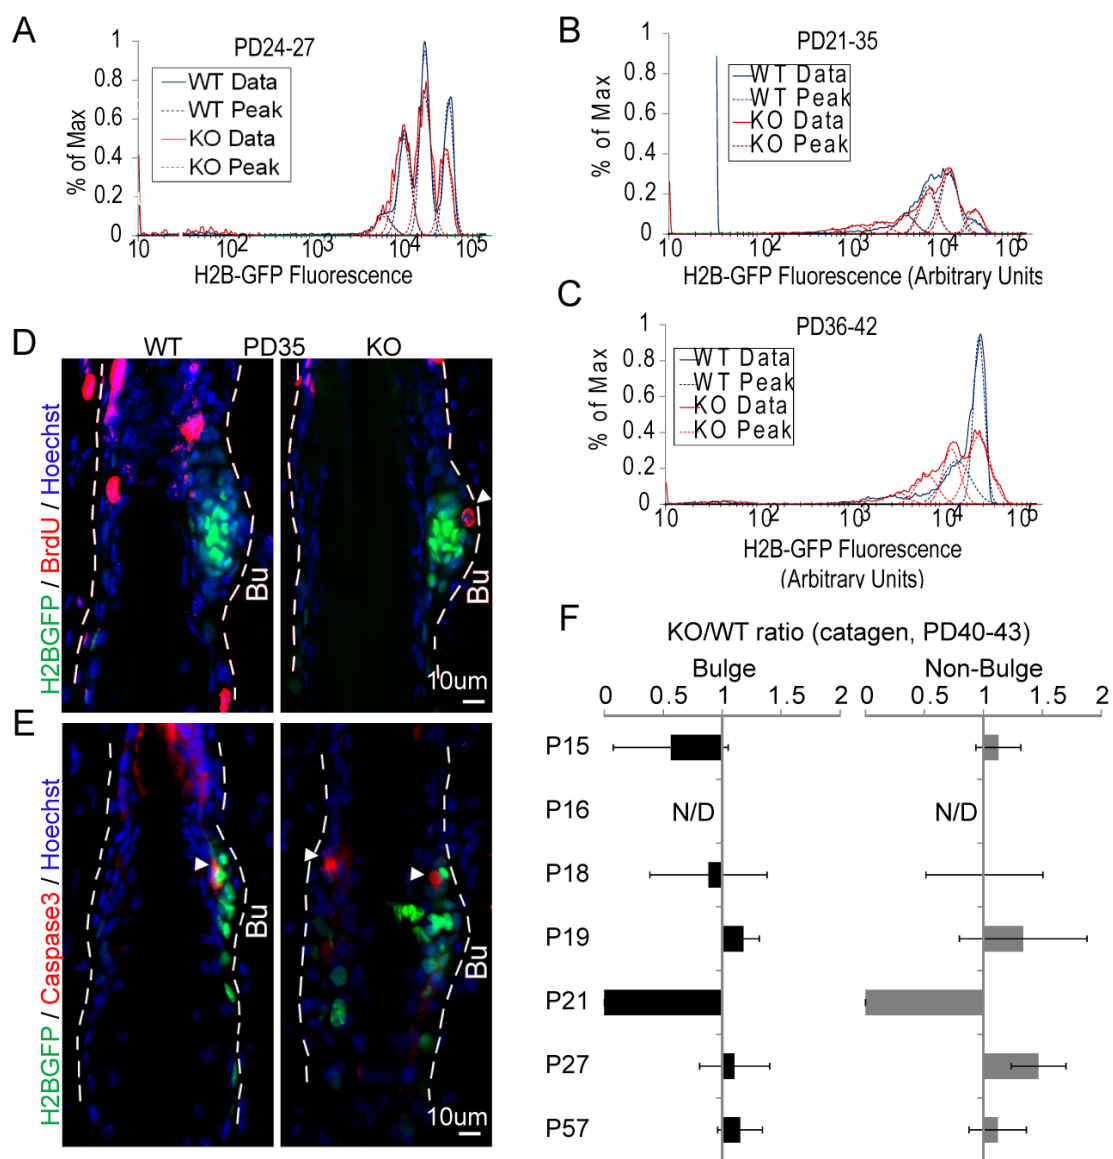 A
PD24-27
1
0.8
0.6
0.4
0.2
0
% of Max
WT Data
WT Peak
KO Data
KO Peak
10 10² 10³ 10⁴ 10⁵
H2B-GFP Fluorescence
B
PD21-35
1
0.8
0.6
0.4
0.2
0
% of Max
WT Data
WT Peak
KO Data
KO Peak
10 10² 10³ 10⁴ 10⁵
H2B-GFP Fluorescence (Arbitrary Units
C
PD36-42
1
0.8
0.6
0.4
0.2
0
% of Max
WT Data
WT Peak
KO Data
KO Peak
10 10³ 10⁴ 10⁵
H2B-GFP Fluorescence
(Arbitrary Units)
D
WT PD35 KO
H2BGFP / BrdU / Hoechst
Bu
Bu
10um
E
H2BGFP / Caspase3 / Hoechst
Bu
Bu
10um
F
KO/WT ratio (catagen, PD40-43)
Bulge Non-Bulge
0 0.5 1 1.5 2 0 0.5 1 1.5 2
P15
P16 N/D N/D
P18
P19
P21
P27
P57